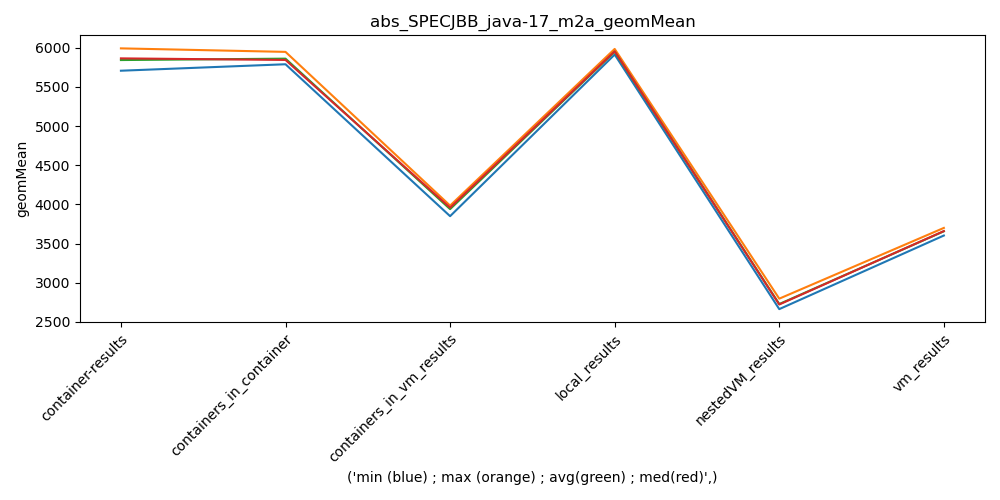 abs_SPECJBB_java-17_m2a_geomMean
6000
5500
5000
4500
4000
3500
3000
2500
geomMean
container-results
containers_in_container
containers_in_vm_results
local_results
nestedVM_results
vm_results
('min (blue) ; max (orange) ; avg(green) ; med(red)',)